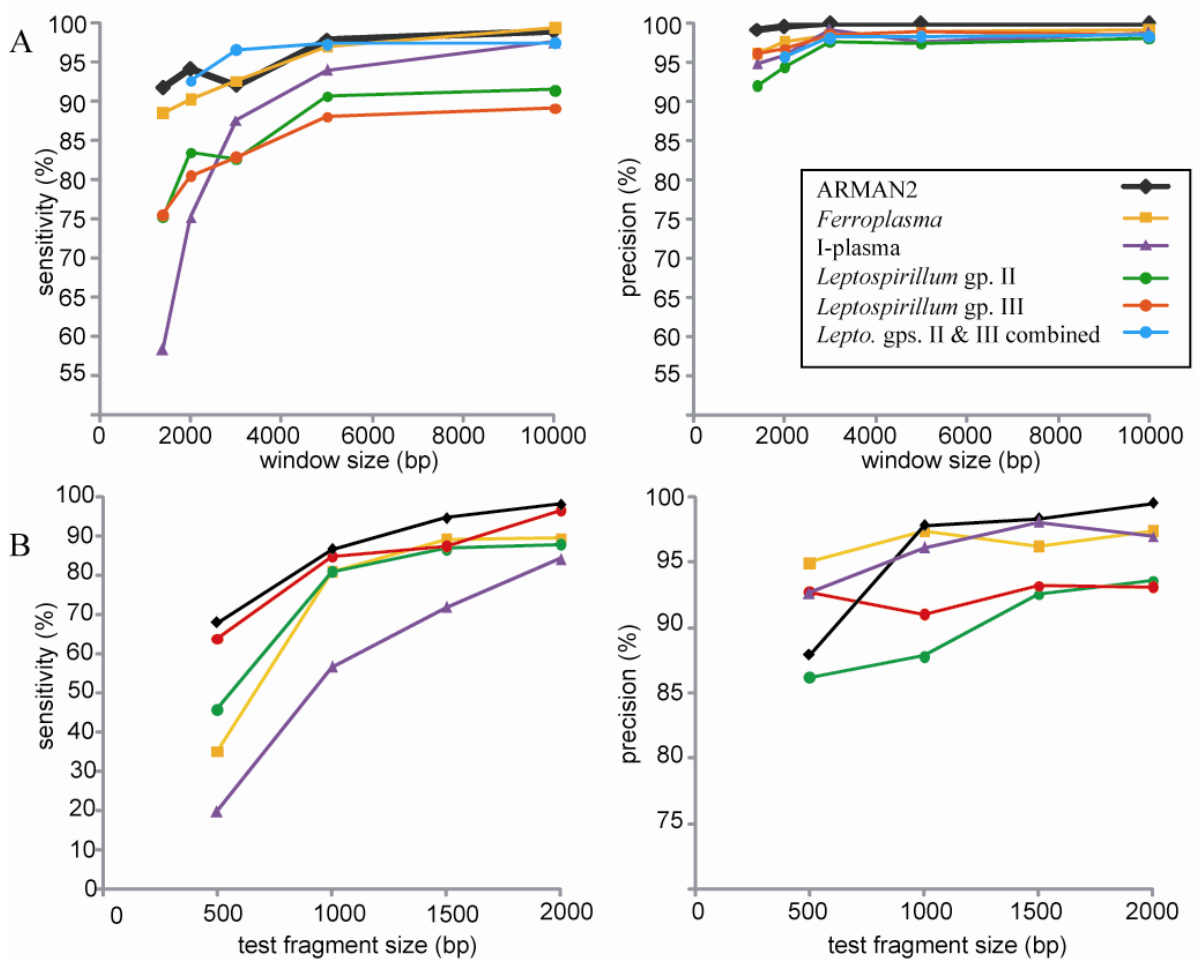 A
sensitivity (%)
100
95
90
85
80
75
70
65
60
55
0 2000 4000 6000 8000 10000
window size (bp)
precision (%)
100
95
90
85
80
75
70
65
60
55
0 2000 4000 6000 8000 10000
window size (bp)
ARMAN2
Ferroplasma
I-plasma
Leptospirillum gp. II
Leptospirillum gp. III
Lepto. gps. II & III combined
B
sensitivity (%)
100
90
80
70
60
50
40
30
20
10
0
0 500 1000 1500 2000
test fragment size (bp)
precision (%)
100
95
90
85
80
75
0 500 1000 1500 2000
test fragment size (bp)